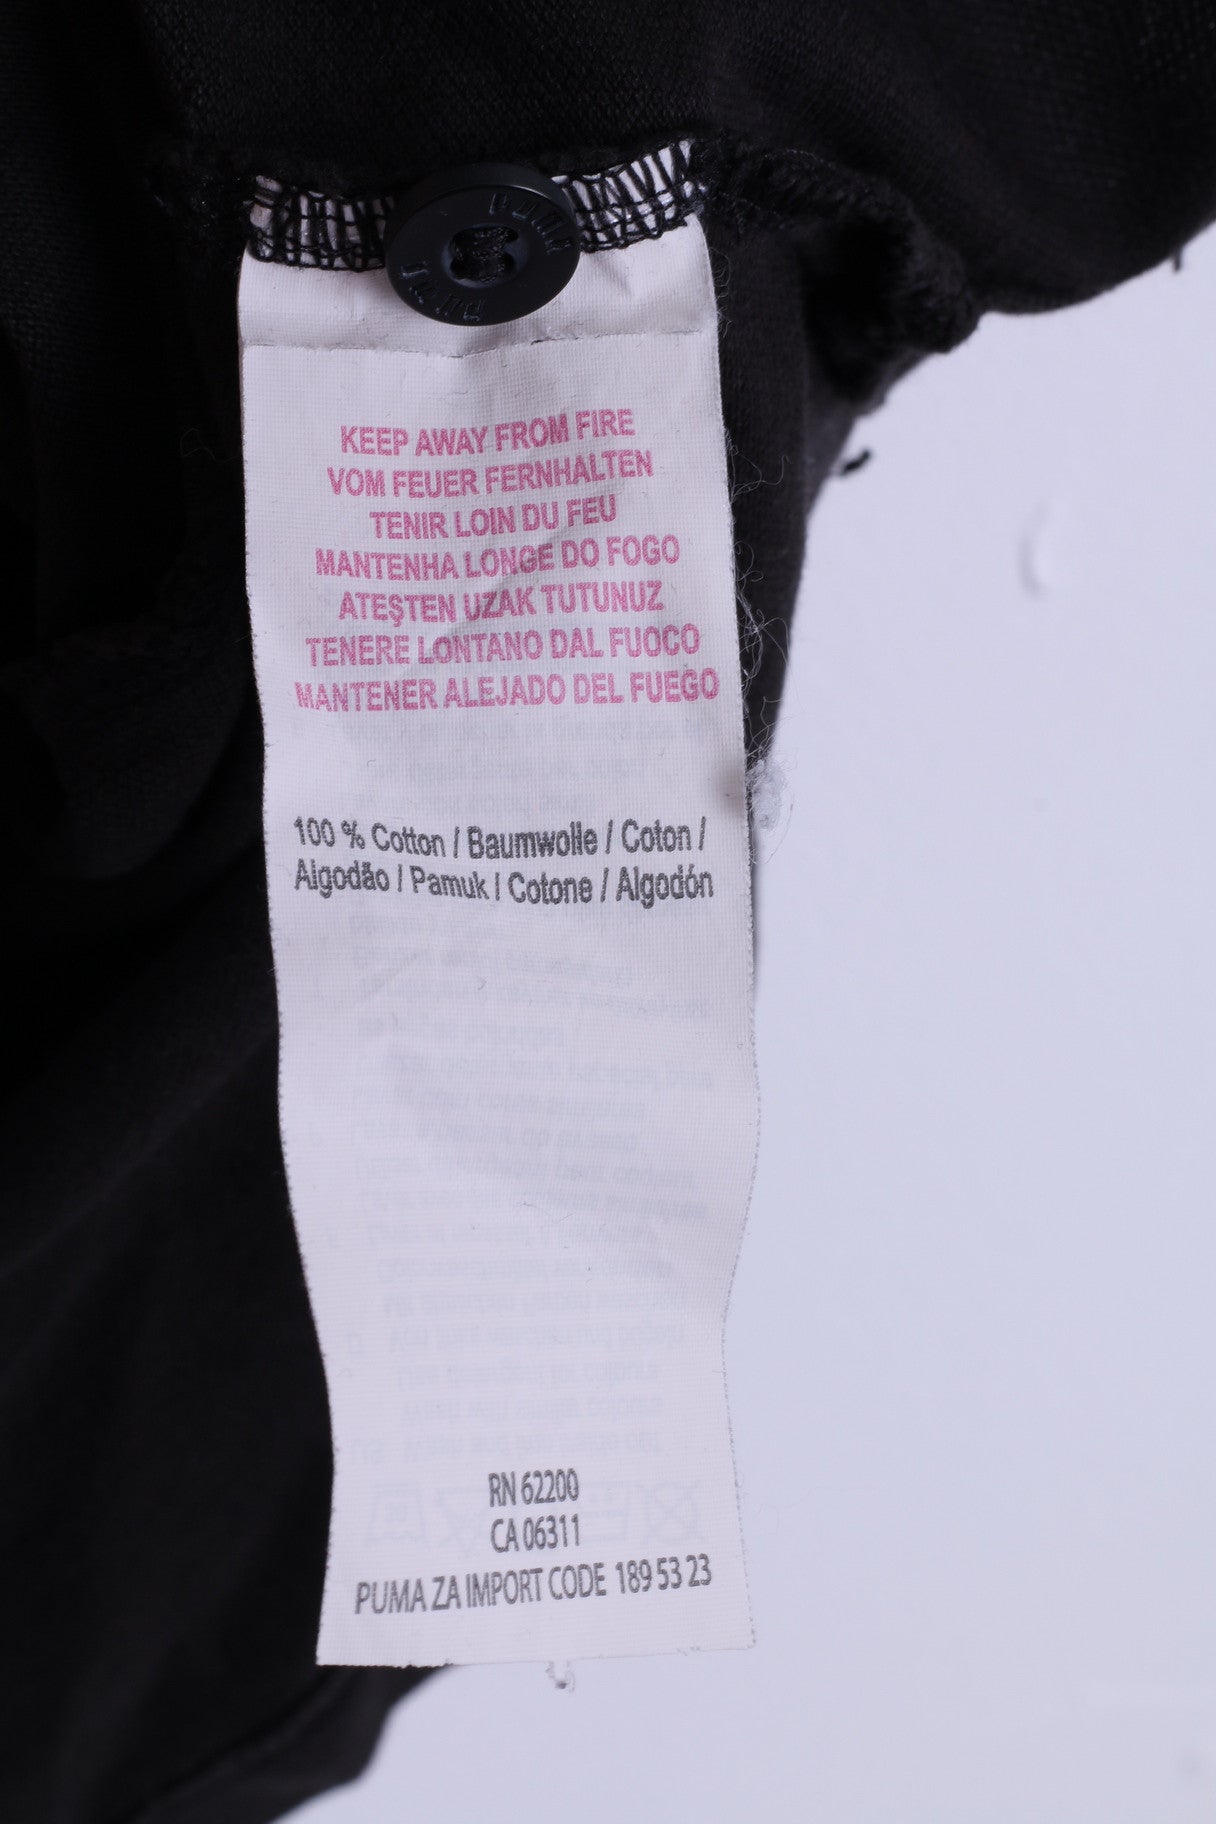 PUMA
PUMA
KEEP AWAY FROM FIRE
VOM FEUER FERNHALTEN
TENIR LOIN DU FEU
MANTENHA LONGE DO FOGO
ATEŞTEN UZAK TUTUNUZ
TENERE LONTANO DAL FUOCO
MANTENER ALEJADO DEL FUEGO
100 % Cotton / Baumwolle / Coton /
Algodão / Pamuk / Cotone / Algodón
RN 62200
CA 06311
PUMA ZA IMPORT CODE 189 53 23